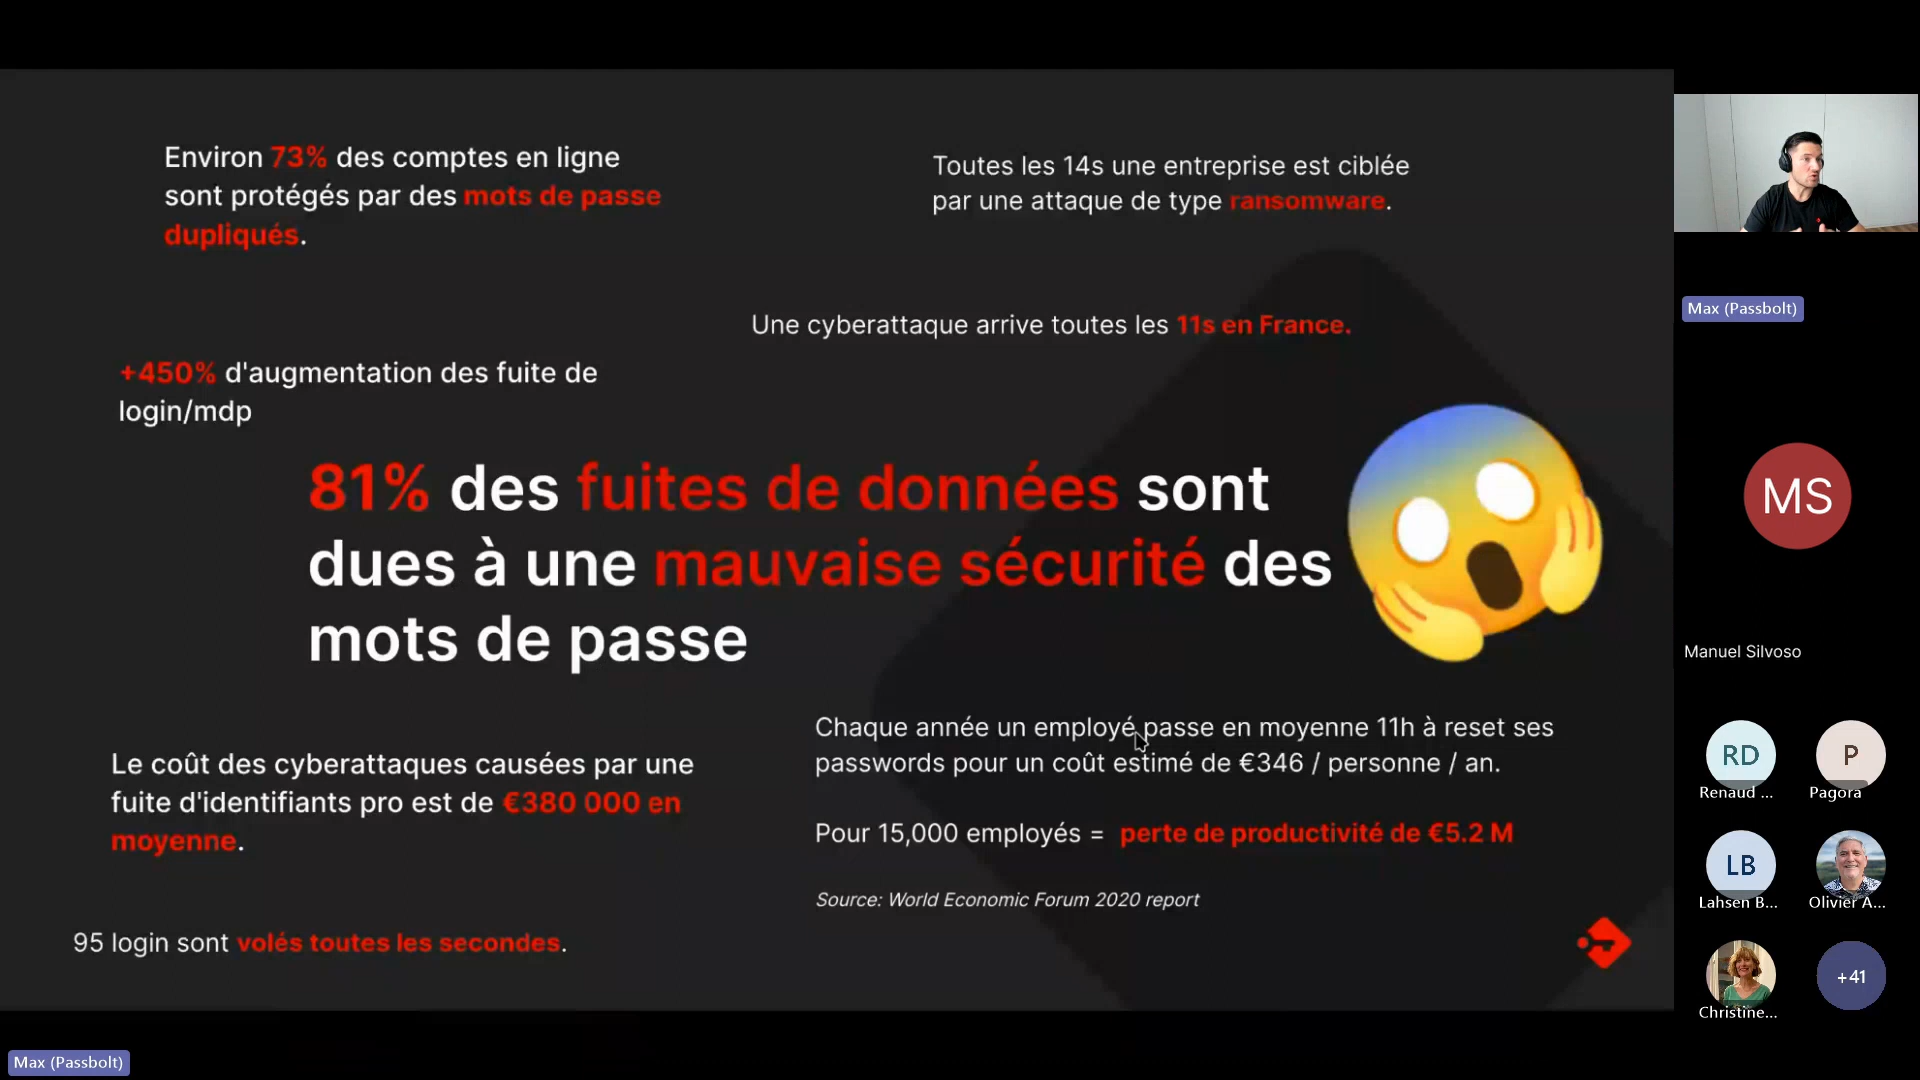 Environ 73% des comptes en ligne
sont protégés par des mots de passe
dupliqués.
Toutes les 14s une entreprise est ciblée
par une attaque de type ransomware.
Une cyberattaque arrive toutes les 11s en France.
+450% d'augmentation des fuite de
login/mdp
81% des fuites de données sont
dues à une mauvaise sécurité des
mots de passe
Le coût des cyberattaques causées par une
fuite d'identifiants pro est de €380 000 en
moyenne.
Chaque année un employé passe en moyenne 11h à reset ses
passwords pour un coût estimé de €346 / personne / an.
Pour 15,000 employés = perte de productivité de €5.2 M
Source: World Economic Forum 2020 report
95 login sont volés toutes les secondes.
Max (Passbolt)
Max (Passbolt)
MS
Manuel Silvoso
RD
Renaud ...
P
Pagora
LB
Lahsen B...
Olivier A...
Christine...
+41